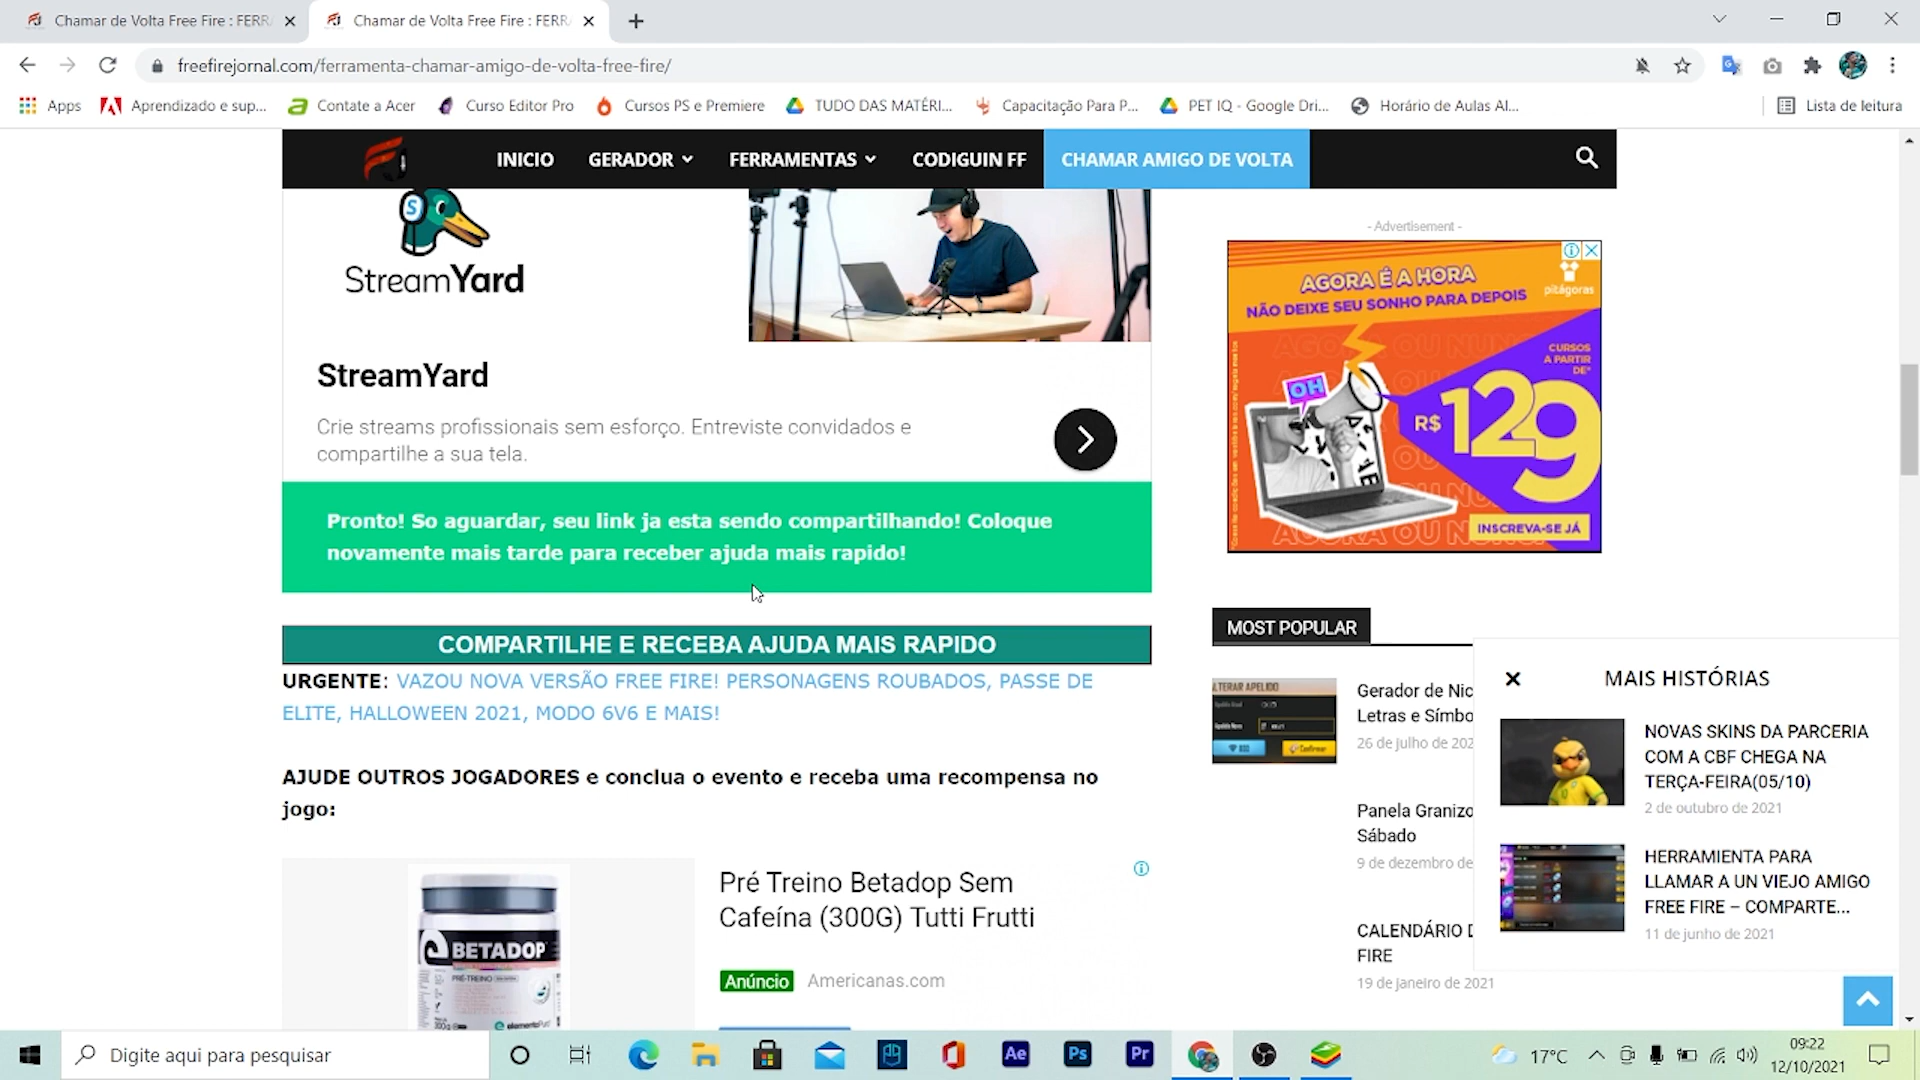 Chamar de Volta Free Fire : FERR
Chamar de Volta Free Fire : FERR
freefirejornal.com/ferramenta-chamar-amigo-de-volta-free-fire/
Apps
Aprendizado e sup...
Contate a Acer
Curso Editor Pro
Cursos PS e Premiere
TUDO DAS MATÉRI...
Capacitação Para P...
PET IQ - Google Dri...
Horário de Aulas Al...
Lista de leitura
INICIO
GERADOR
FERRAMENTAS
CODIGUIN FF
CHAMAR AMIGO DE VOLTA
S
StreamYard
StreamYard
Crie streams profissionais sem esforço. Entreviste convidados e
compartilhe a sua tela.
Pronto! So aguardar, seu link ja esta sendo compartilhando! Coloque
novamente mais tarde para receber ajuda mais rapido!
COMPARTILHE E RECEBA AJUDA MAIS RAPIDO
URGENTE: VAZOU NOVA VERSÃO FREE FIRE! PERSONAGENS ROUBADOS, PASSE DE
ELITE, HALLOWEEN 2021, MODO 6V6 E MAIS!
AJUDE OUTROS JOGADORES e conclua o evento e receba uma recompensa no
jogo:
BETADOP
PRÉ-TREINO
300g
elementoPuro
Pré Treino Betadop Sem
Cafeína (300G) Tutti Frutti
Anúncio
Americanas.com
- Advertisement -
AGORA É A HORA
NÃO DEIXE SEU SONHO PARA DEPOIS
pitágoras
OH
CURSOS
A PARTIR
DE*
R$ 129
INSCREVA-SE JÁ
MOST POPULAR
ALTERAR APELIDO
Confirmar
Gerador de Nic
Letras e Símbo
26 de julho de 202
Panela Granizo
Sábado
9 de dezembro de
CALENDÁRIO D
FIRE
19 de janeiro de 2021
MAIS HISTÓRIAS
NOVAS SKINS DA PARCERIA
COM A CBF CHEGA NA
TERÇA-FEIRA(05/10)
2 de outubro de 2021
HERRAMIENTA PARA
LLAMAR A UN VIEJO AMIGO
FREE FIRE – COMPARTE...
11 de junho de 2021
Digite aqui para pesquisar
Ae
Ps
Pr
17°C
09:22
12/10/2021